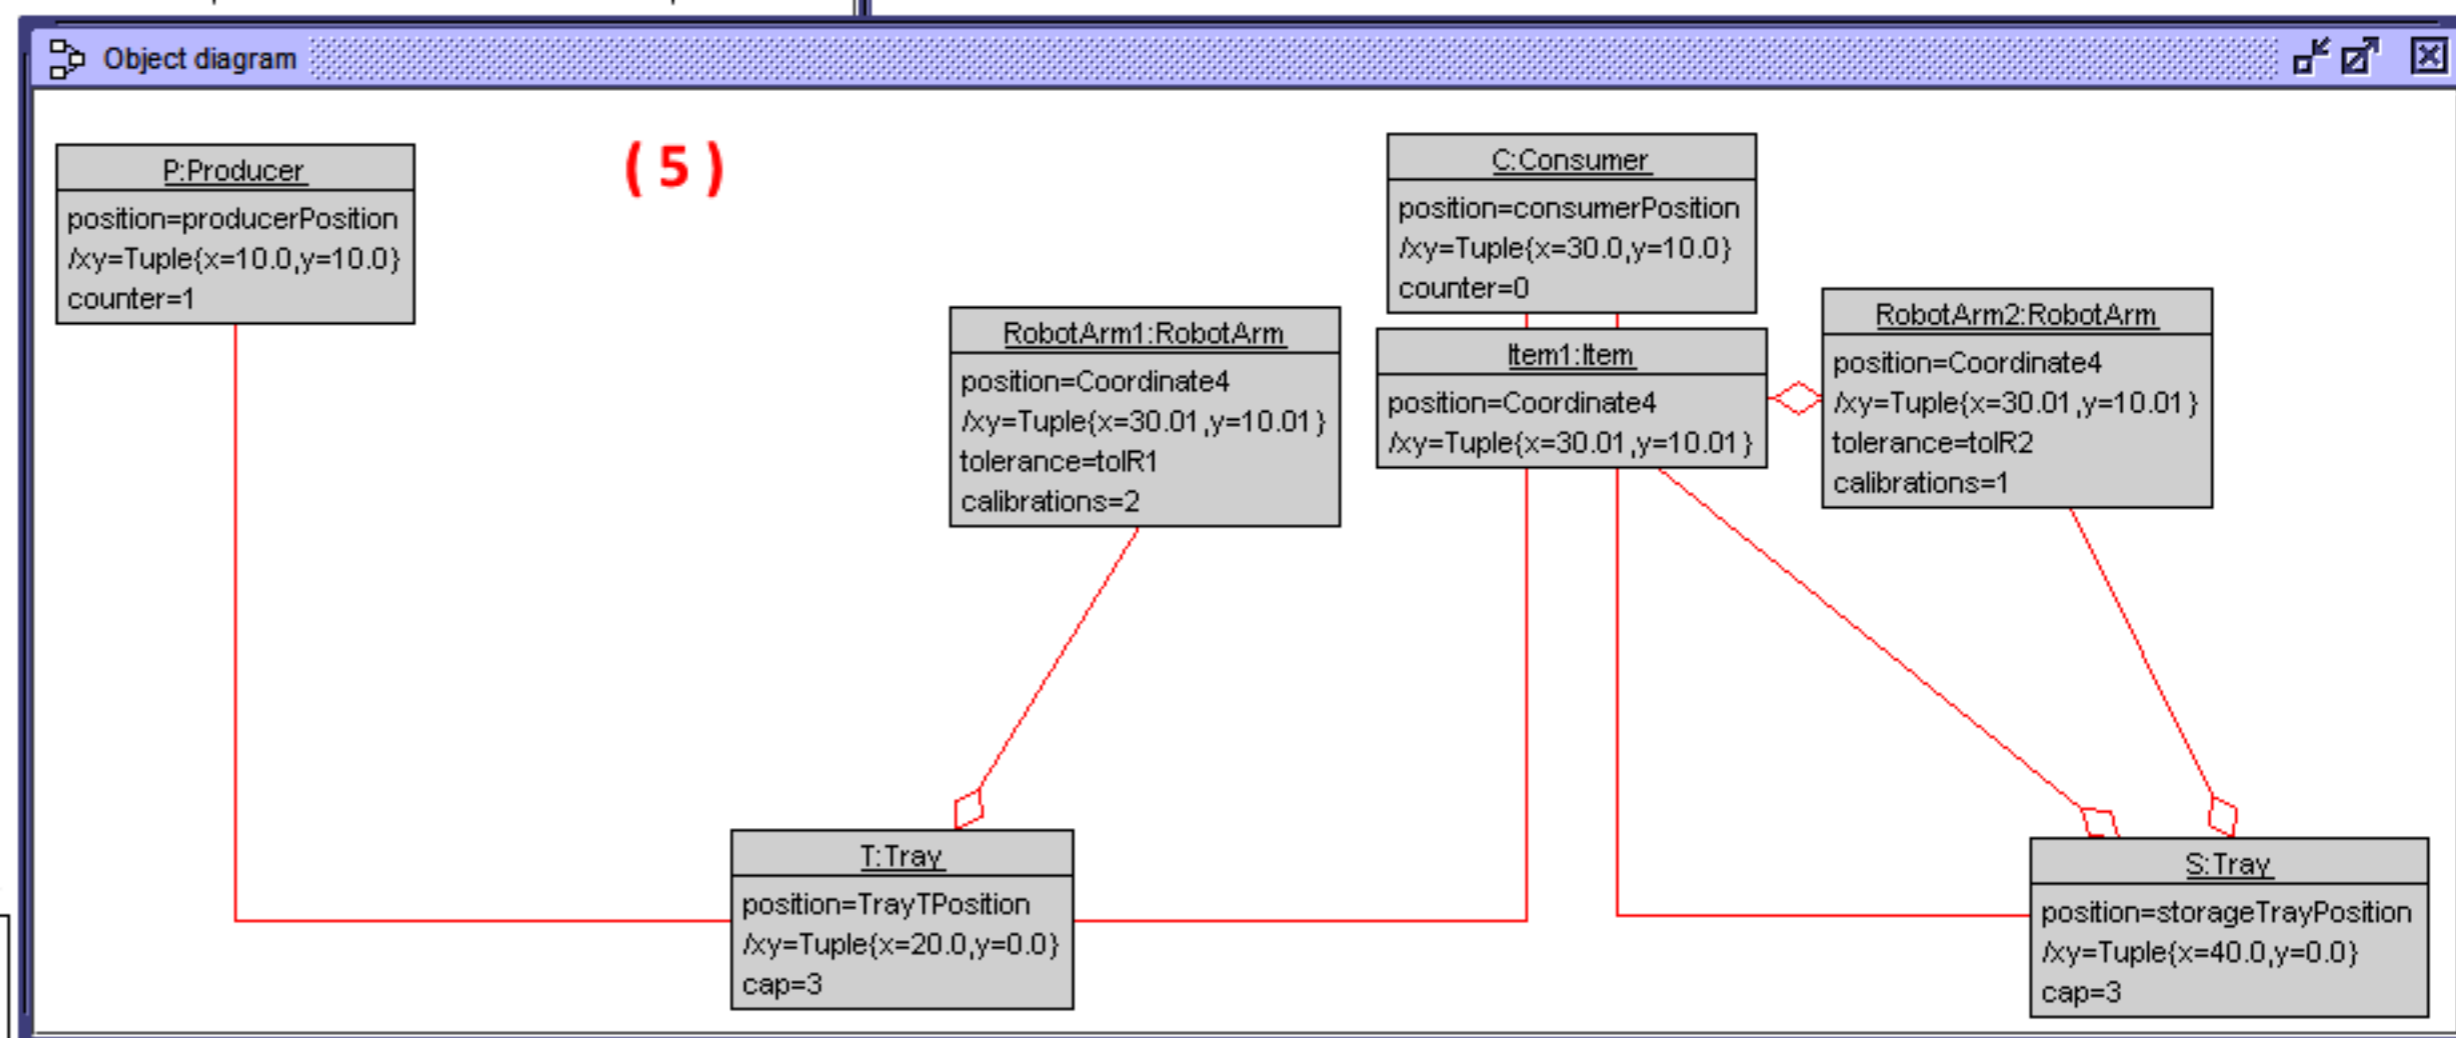 Object diagram
( 5 )
P:Producer
position=producerPosition
/xy=Tuple{x=10.0,y=10.0}
counter=1
C:Consumer
position=consumerPosition
/xy=Tuple{x=30.0,y=10.0}
counter=0
RobotArm1:RobotArm
position=Coordinate4
/xy=Tuple{x=30.01,y=10.01}
tolerance=tolR1
calibrations=2
Item1:Item
position=Coordinate4
/xy=Tuple{x=30.01,y=10.01}
RobotArm2:RobotArm
position=Coordinate4
/xy=Tuple{x=30.01,y=10.01}
tolerance=tolR2
calibrations=1
T:Tray
position=TrayTPosition
/xy=Tuple{x=20.0,y=0.0}
cap=3
S:Tray
position=storageTrayPosition
/xy=Tuple{x=40.0,y=0.0}
cap=3